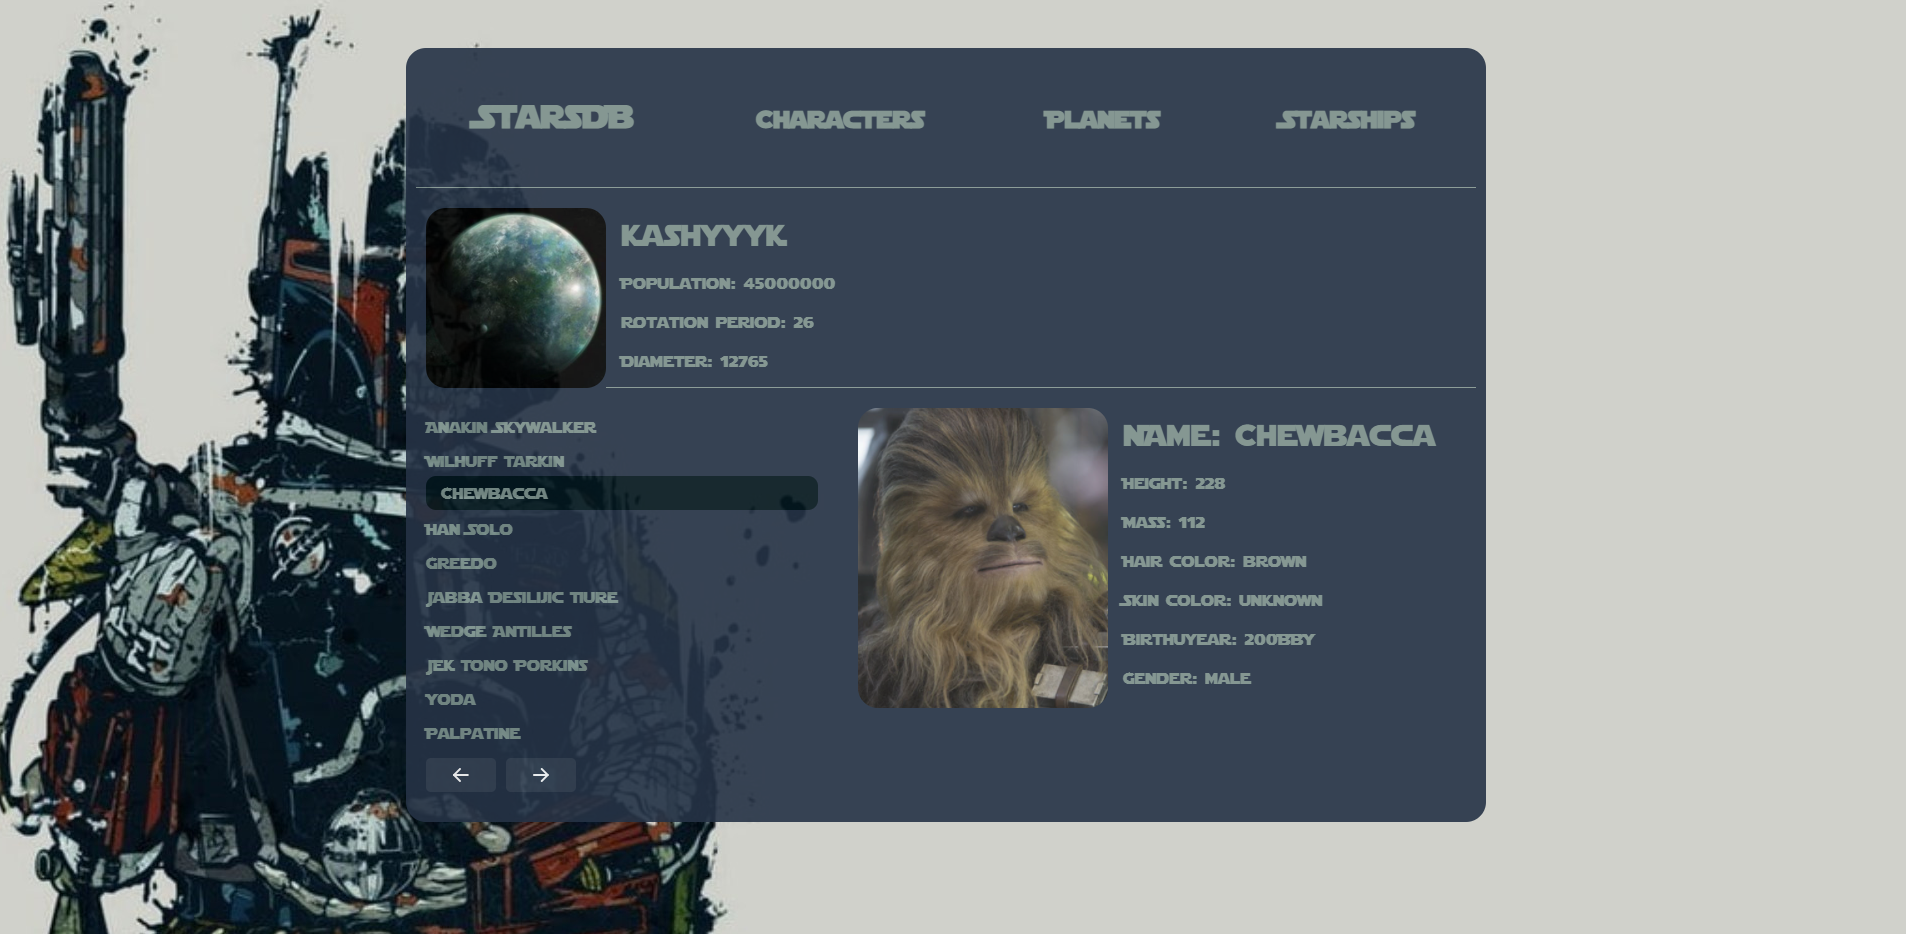 StarsDB
Characters
Planets
Starships
Kashyyyk
Population: 45000000
Rotation period: 26
Diameter: 12765
Anakin Skywalker
Wilhuff Tarkin
Chewbacca
Han Solo
Greedo
Jabba Desilijic Tiure
Wedge Antilles
Jek Tono Porkins
Yoda
Palpatine
Name: Chewbacca
Height: 228
Mass: 112
Hair color: brown
Skin color: unknown
Birthuyear: 200BBY
Gender: male